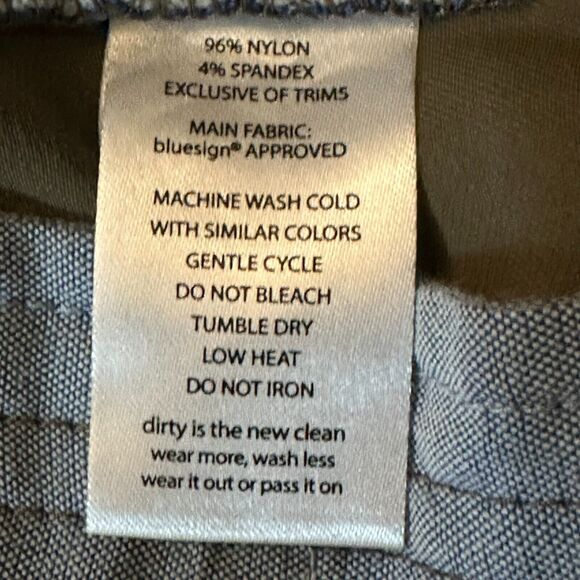 96% NYLON
4% SPANDEX
EXCLUSIVE OF TRIMS
MAIN FABRIC:
bluesign® APPROVED
MACHINE WASH COLD
WITH SIMILAR COLORS
GENTLE CYCLE
DO NOT BLEACH
TUMBLE DRY
LOW HEAT
DO NOT IRON
dirty is the new clean
wear more, wash less
wear it out or pass it on